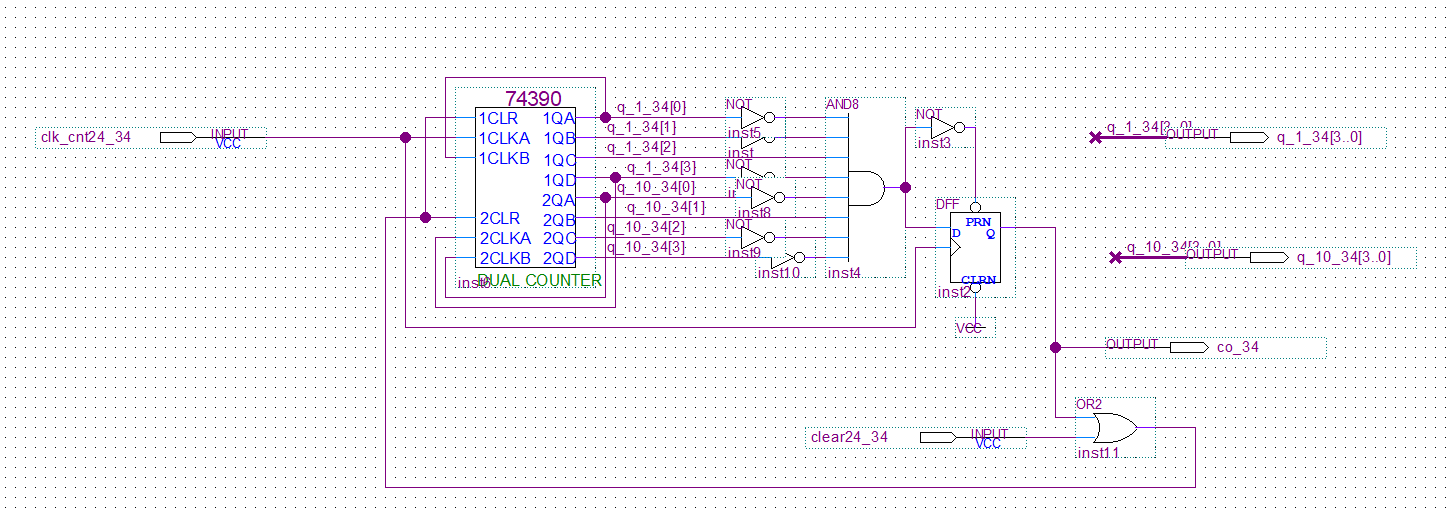 clk_cnt24_34
INPUT
VCC
74390
1CLR
1CLKA
1CLKB
2CLR
2CLKA
2CLKB
1QA
1QB
1QC
1QD
2QA
2QB
2QC
2QD
DUAL COUNTER
q_1_34[0]
q_1_34[1]
q_1_34[2]
q_1_34[3]
q_10_34[0]
q_10_34[1]
q_10_34[2]
q_10_34[3]
NOT
inst5
inst
NOT
NOT
inst8
NOT
inst9
inst10
AND8
inst4
NOT
inst3
DFF
PRN
D
Q
CLRN
inst2
VCC
q_1_34[3..0]
OUTPUT
q_1_34[3..0]
q_10_34[3..0]
OUTPUT
q_10_34[3..0]
OUTPUT
co_34
OR2
inst11
clear24_34
INPUT
VCC